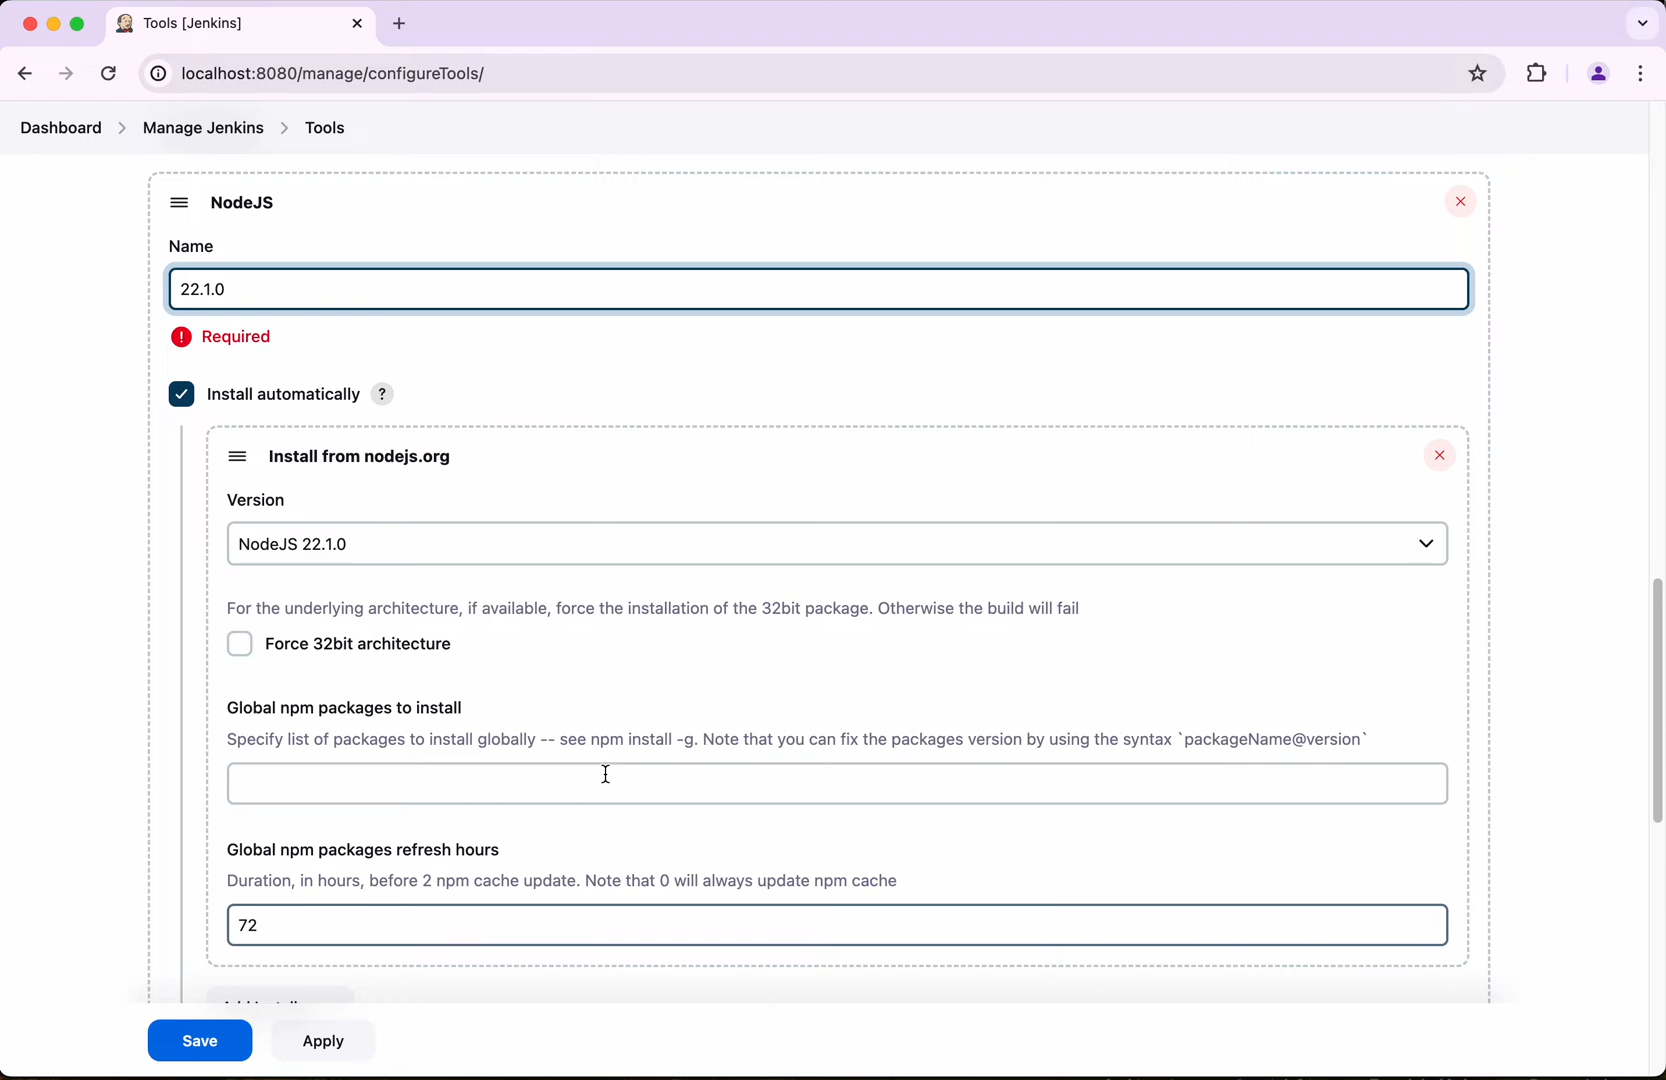 Tools [Jenkins]
localhost:8080/manage/configureTools/
Dashboard > Manage Jenkins > Tools
NodeJS
Name
22.1.0
! Required
Install automatically ?
Install from nodejs.org
Version
NodeJS 22.1.0
For the underlying architecture, if available, force the installation of the 32bit package. Otherwise the build will fail
Force 32bit architecture
Global npm packages to install
Specify list of packages to install globally -- see npm install -g. Note that you can fix the packages version by using the syntax `packageName@version`
Global npm packages refresh hours
Duration, in hours, before 2 npm cache update. Note that 0 will always update npm cache
72
Save Apply